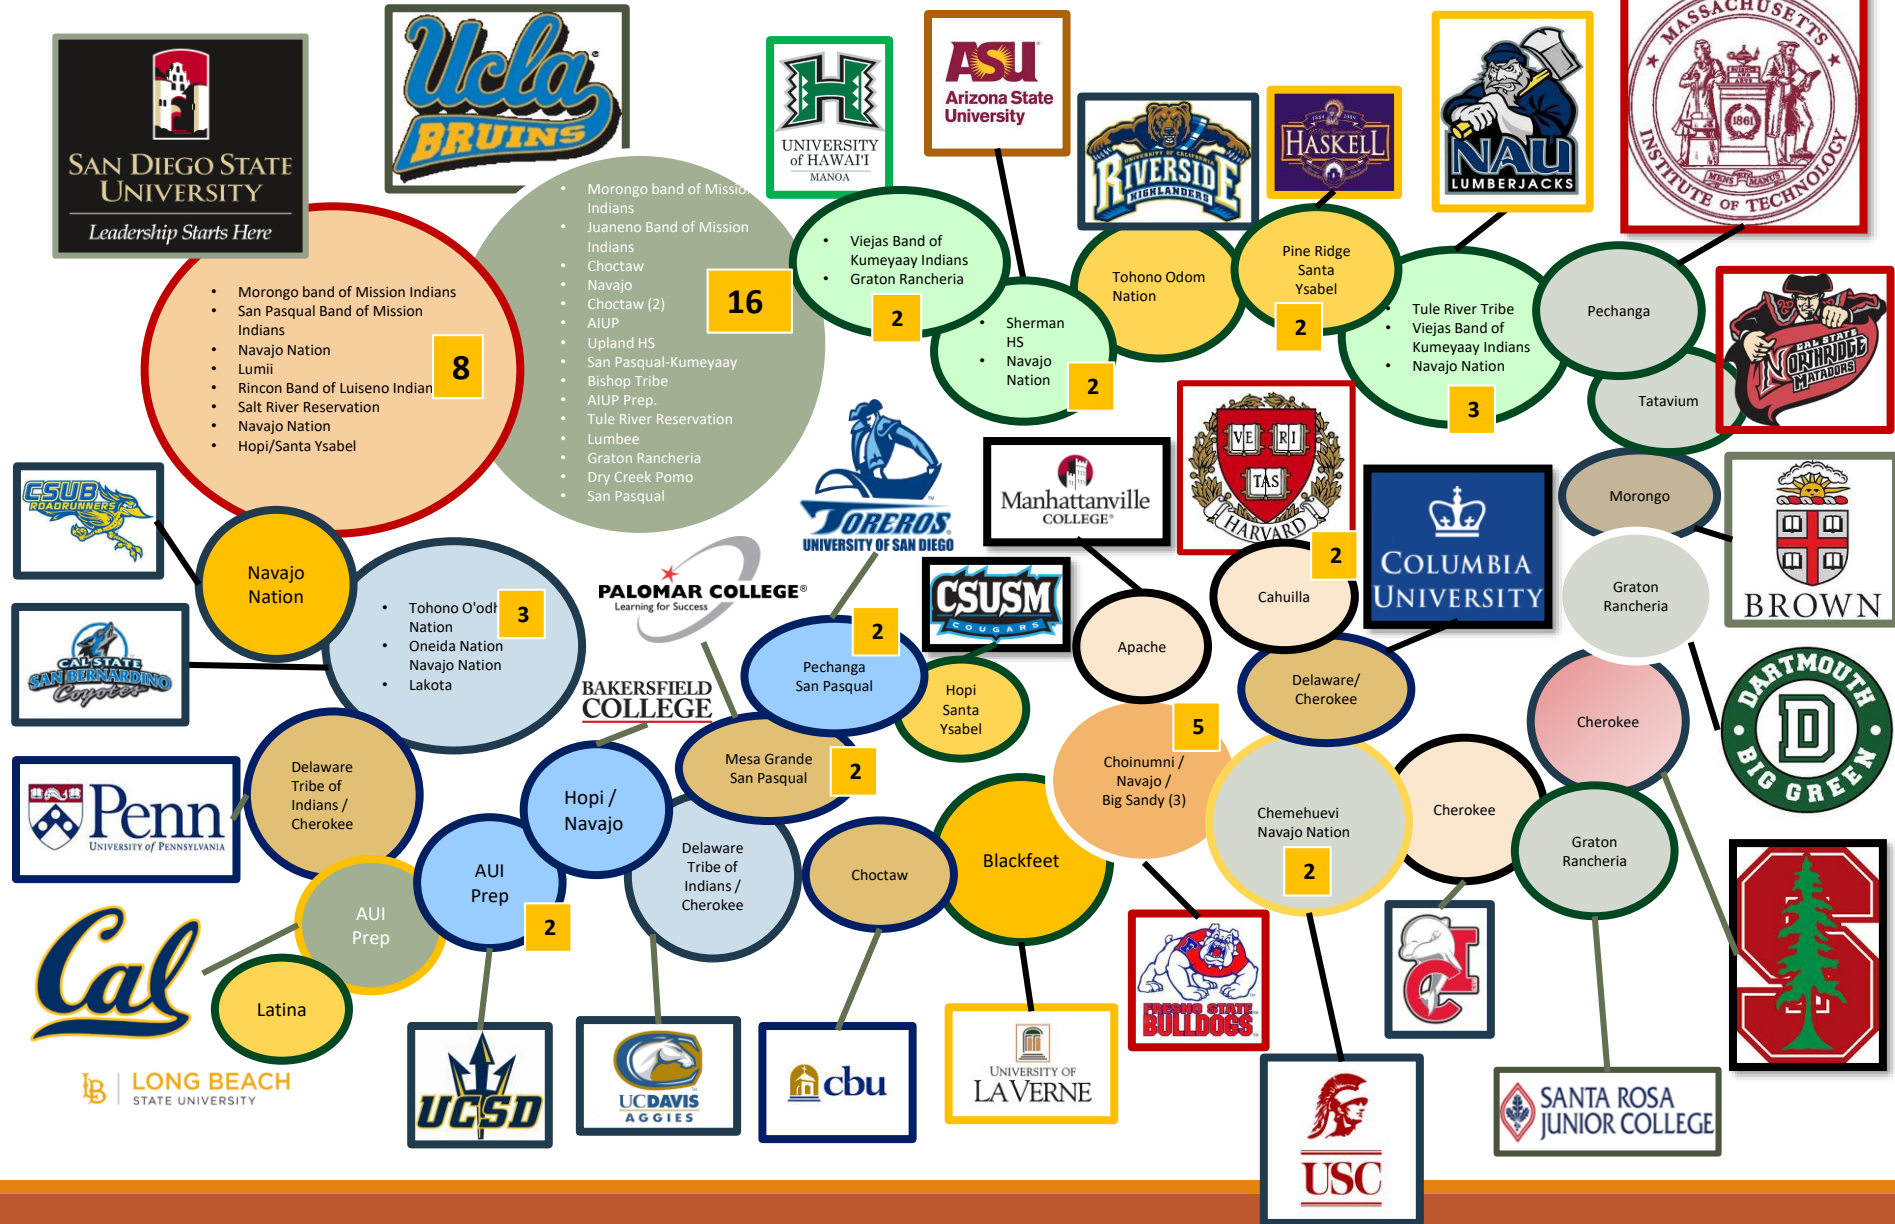 SAN DIEGO STATE
UNIVERSITY
Leadership Starts Here
Ucla
BRUINS
UNIVERSITY
of HAWAI'I
MANOA
ASU
Arizona State
University
UNIVERSITY OF CALIFORNIA
RIVERSIDE
HIGHLANDERS
1884 2009
HASKELL
NAU
LUMBERJACKS
MASSACHUSETTS
INSTITUTE OF TECHNOLOGY
1861
MENS ET MANUS
• Morongo band of Mission Indians
• San Pasqual Band of Mission
Indians
• Navajo Nation
• Lumii
• Rincon Band of Luiseno Indian
• Salt River Reservation
• Navajo Nation
• Hopi/Santa Ysabel
8
• Morongo band of Mission
Indians
• Juaneno Band of Mission
Indians
• Choctaw
• Navajo
• Choctaw (2)
• AIUP
• Upland HS
• San Pasqual-Kumeyaay
• Bishop Tribe
• AIUP Prep.
• Tule River Reservation
• Lumbee
• Graton Rancheria
• Dry Creek Pomo
• San Pasqual
16
• Viejas Band of
Kumeyaay Indians
• Graton Rancheria
2
• Sherman
HS
• Navajo
Nation
2
Tohono Odom
Nation
Pine Ridge
Santa
Ysabel
2
• Tule River Tribe
• Viejas Band of
Kumeyaay Indians
• Navajo Nation
3
Pechanga
Tatavium
CAL STATE
NORTHRIDGE
MATADORS
CSUB
ROADRUNNERS
Navajo
Nation
CAL STATE
SAN BERNARDINO
Coyotes
• Tohono O'odh
Nation
• Oneida Nation
Navajo Nation
• Lakota
3
PALOMAR COLLEGE®
Learning for Success
TOREROS
UNIVERSITY OF SAN DIEGO
Manhattanville
COLLEGE®
VE RI
TAS
HARVARD
2
COLUMBIA
UNIVERSITY
Morongo
BROWN
Graton
Rancheria
CSUSM
COUGARS
Apache
Cahuilla
Pechanga
San Pasqual
2
Hopi
Santa
Ysabel
Delaware/
Cherokee
Cherokee
DARTMOUTH
D
BIG GREEN
BAKERSFIELD
COLLEGE
Mesa Grande
San Pasqual
2
Choinumni /
Navajo /
Big Sandy (3)
5
Penn
UNIVERSITY of PENNSYLVANIA
Delaware
Tribe of
Indians /
Cherokee
Hopi /
Navajo
Delaware
Tribe of
Indians /
Cherokee
Choctaw
Blackfeet
Chemehuevi
Navajo Nation
2
Cherokee
Graton
Rancheria
S
AUI
Prep
AUI
Prep
2
Cal
Latina
LB
LONG BEACH
STATE UNIVERSITY
UCSD
UCDAVIS
AGGIES
cbu
UNIVERSITY OF
LA VERNE
FRESNO STATE
BULLDOGS
USC
SANTA ROSA
JUNIOR COLLEGE